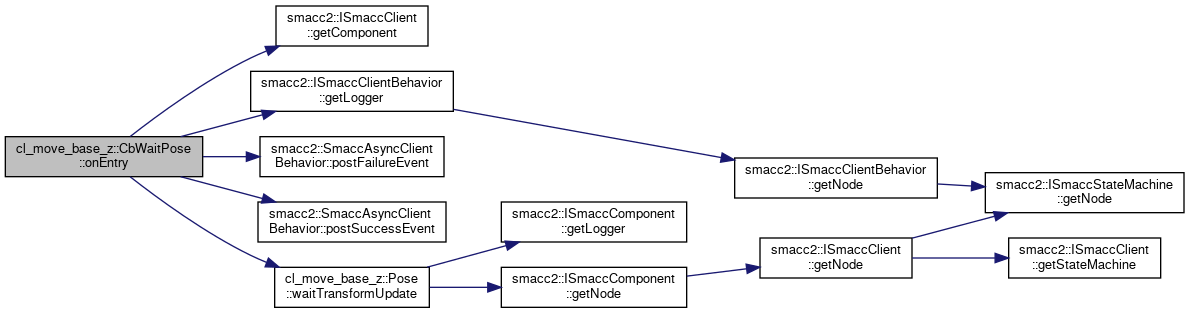 smacc2::ISmaccClient
::getComponent
smacc2::ISmaccClientBehavior
::getLogger
cl_move_base_z::CbWaitPose
::onEntry
smacc2::SmaccAsyncClient
Behavior::postFailureEvent
smacc2::ISmaccClientBehavior
::getNode
smacc2::ISmaccStateMachine
::getNode
smacc2::SmaccAsyncClient
Behavior::postSuccessEvent
smacc2::ISmaccComponent
::getLogger
smacc2::ISmaccClient
::getNode
smacc2::ISmaccClient
::getStateMachine
cl_move_base_z::Pose
::waitTransformUpdate
smacc2::ISmaccComponent
::getNode